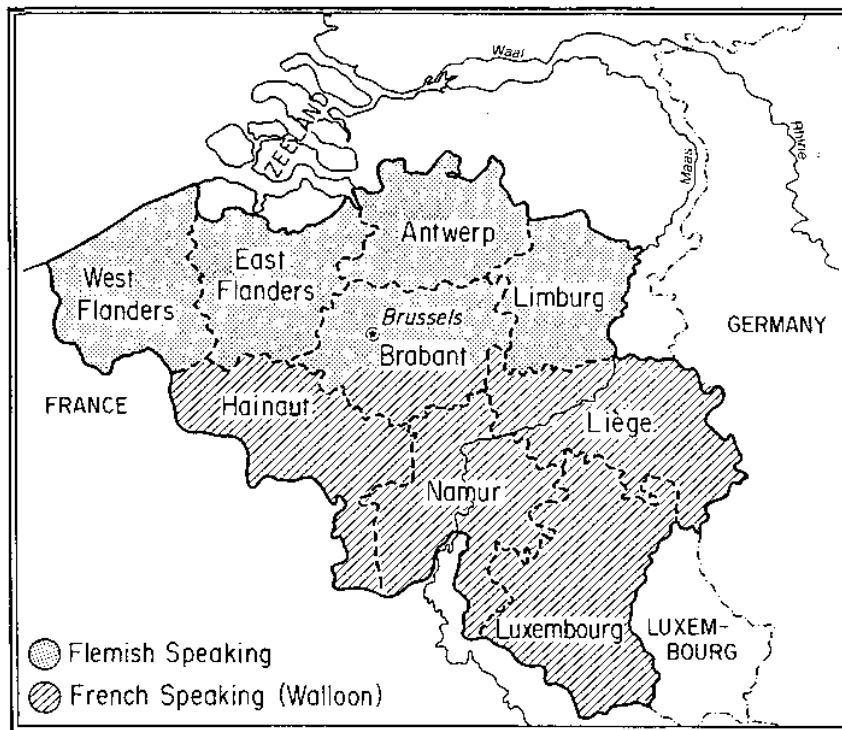 Waal
Rhine
ZEELAND
Maas
Antwerp
West
Flanders
East
Flanders
Limburg
Brussels
Brabant
GERMANY
FRANCE
Hainaut
Liège
Namur
Luxembourg
LUXEM-
BOURG
Flemish Speaking
French Speaking (Walloon)